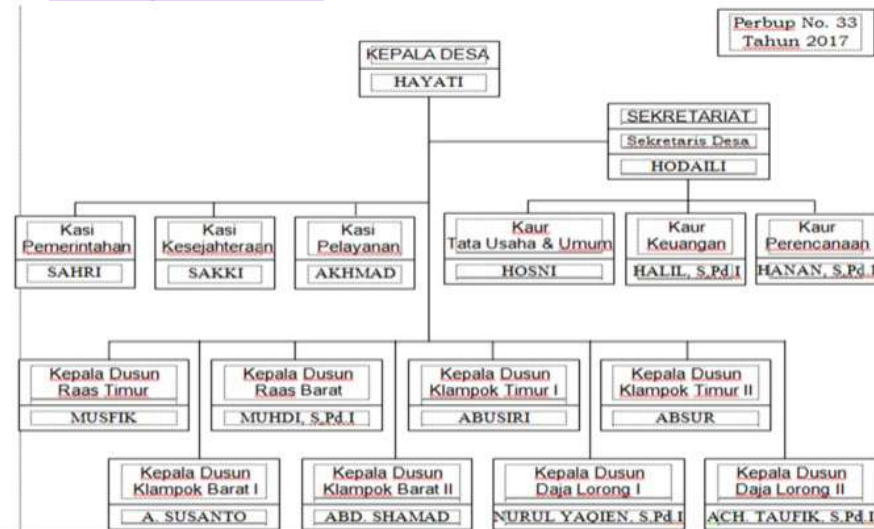 Perbup No. 33
Tahun 2017
KEPALA DESA
HAYATI
SEKRETARIAT
Sekretaris Desa
HODAILI
Kasi
Pemerintahan
SAHRI
Kasi
Kesejahteraan
SAKKI
Kasi
Pelayanan
AKHMAD
Kaur
Tata Usaha & Umum
HOSNI
Kaur
Keuangan
HALIL, S.Pd.I
Kaur
Perencanaan
HANAN, S.Pd.I
Kepala Dusun
Raas Timur
MUSFIK
Kepala Dusun
Raas Barat
MUHDI, S.Pd.I
Kepala Dusun
Klampok Timur I
ABUSIRI
Kepala Dusun
Klampok Timur II
ABSUR
Kepala Dusun
Klampok Barat I
A. SUSANTO
Kepala Dusun
Klampok Barat II
ABD. SHAMAD
Kepala Dusun
Daja Lorong I
NURUL YAQIEN, S.Pd.I
Kepala Dusun
Daja Lorong II
ACH. TAUFIK, S.Pd.I